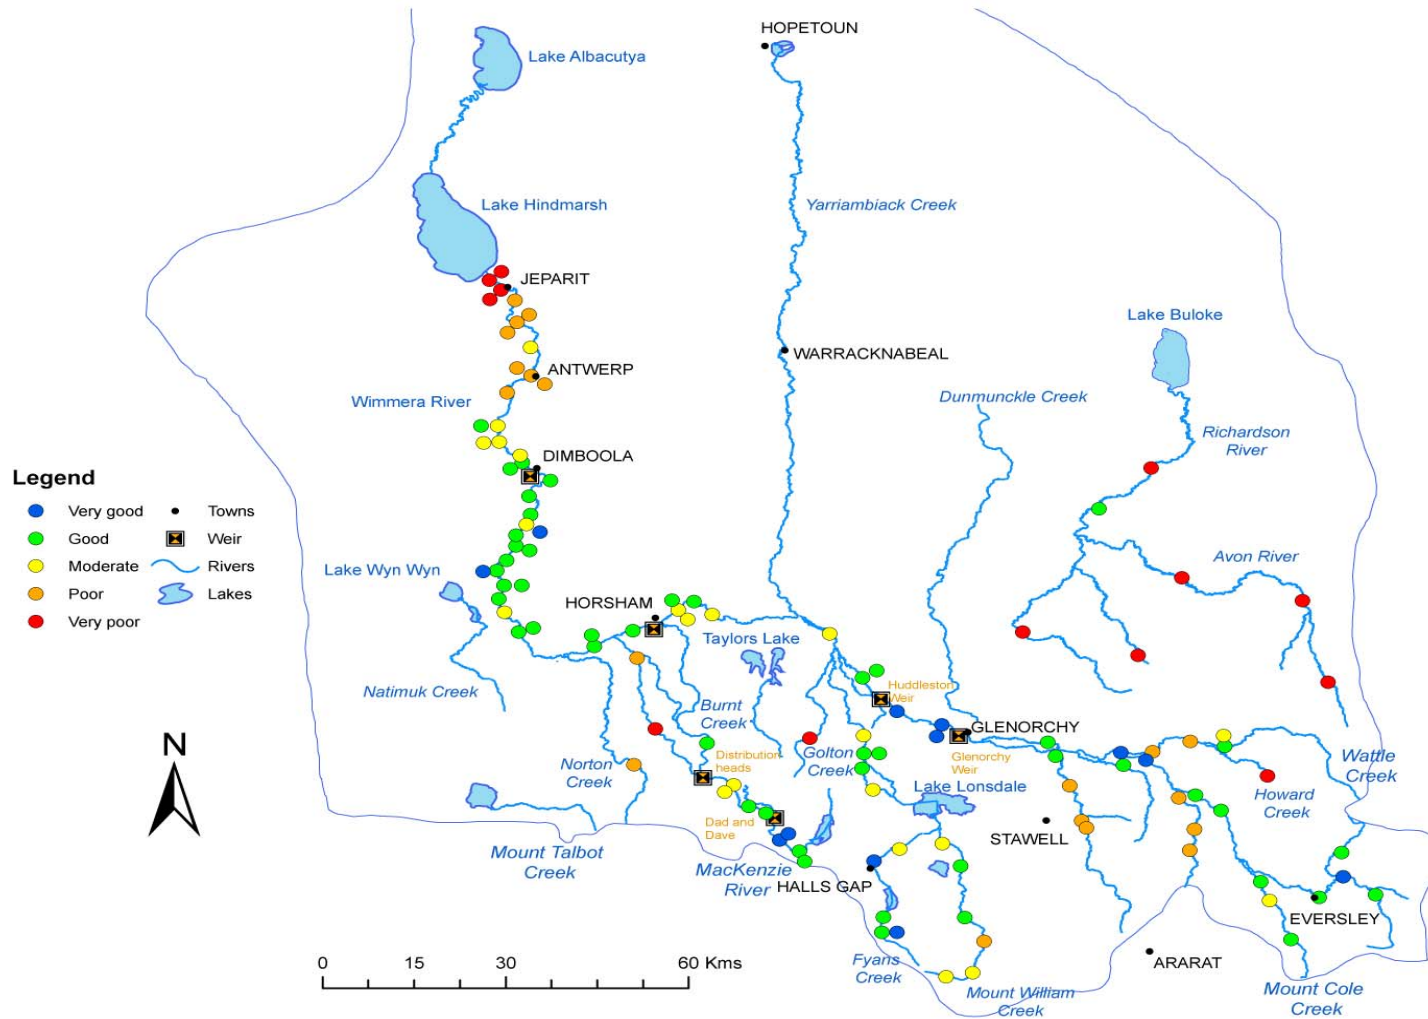 HOPETOUN
Lake Albacutya
Lake Hindmarsh
Yarriambiack Creek
JEPARIT
Lake Buloke
WARRACKNABEAL
ANTWERP
Wimmera River
Dunmunckle Creek
Richardson
River
DIMBOOLA
Legend
Very good
Towns
Good
Weir
Moderate
Rivers
Poor
Lakes
Very poor
Avon River
Lake Wyn Wyn
HORSHAM
Taylors Lake
Natimuk Creek
Huddleston
Weir
Burnt
Creek
GLENORCHY
Glenorchy
Weir
Golton
Creek
Distribution
heads
Norton
Creek
Wattle
Creek
Howard
Creek
Lake Lonsdale
Dad and
Dave
STAWELL
N
Mount Talbot
Creek
MacKenzie
River
HALLS GAP
EVERSLEY
Fyans
Creek
ARARAT
Mount William
Creek
Mount Cole
Creek
0 15 30 60 Kms